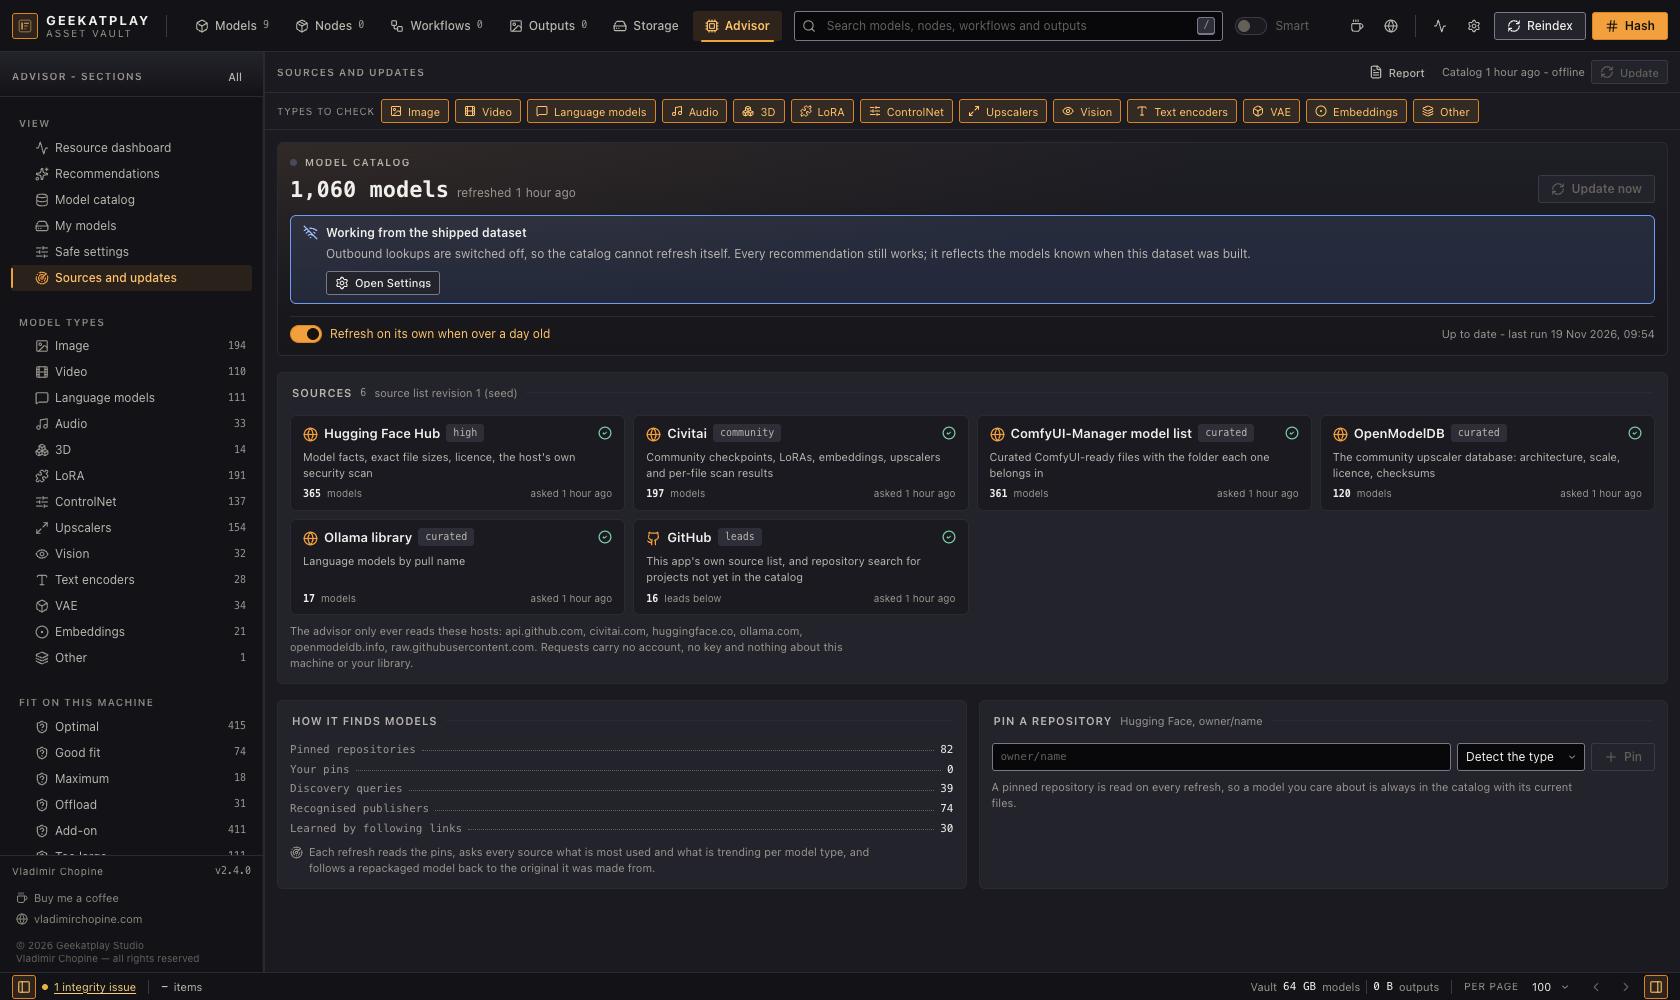 GEEKATPLAY
ASSET VAULT
Models 9
Nodes 0
Workflows 0
Outputs 0
Storage
Advisor
Search models, nodes, workflows and outputs /
Smart
Reindex
Hash
ADVISOR - SECTIONS All
VIEW
Resource dashboard
Recommendations
Model catalog
My models
Safe settings
Sources and updates
MODEL TYPES
Image 194
Video 110
Language models 111
Audio 33
3D 14
LoRA 191
ControlNet 137
Upscalers 154
Vision 32
Text encoders 28
VAE 34
Embeddings 21
Other 1
FIT ON THIS MACHINE
Optimal 415
Good fit 74
Maximum 18
Offload 31
Add-on 411
Vladimir Chopine v2.4.0
Buy me a coffee
vladimirchopine.com
© 2026 Geekatplay Studio
Vladimir Chopine — all rights reserved
SOURCES AND UPDATES
Report
Catalog 1 hour ago - offline
Update
TYPES TO CHECK
Image
Video
Language models
Audio
3D
LoRA
ControlNet
Upscalers
Vision
Text encoders
VAE
Embeddings
Other
MODEL CATALOG
1,060 models refreshed 1 hour ago
Update now
Working from the shipped dataset
Outbound lookups are switched off, so the catalog cannot refresh itself. Every recommendation still works; it reflects the models known when this dataset was built.
Open Settings
Refresh on its own when over a day old
Up to date - last run 19 Nov 2026, 09:54
SOURCES 6 source list revision 1 (seed)
Hugging Face Hub high
Model facts, exact file sizes, licence, the host's own
security scan
365 models asked 1 hour ago
Civitai community
Community checkpoints, LoRAs, embeddings, upscalers
and per-file scan results
197 models asked 1 hour ago
ComfyUI-Manager model list curated
Curated ComfyUI-ready files with the folder each one
belongs in
361 models asked 1 hour ago
OpenModelDB curated
The community upscaler database: architecture, scale,
licence, checksums
120 models asked 1 hour ago
Ollama library curated
Language models by pull name
17 models asked 1 hour ago
GitHub leads
This app's own source list, and repository search for
projects not yet in the catalog
16 leads below asked 1 hour ago
The advisor only ever reads these hosts: api.github.com, civitai.com, huggingface.co, ollama.com,
openmodeldb.info, raw.githubusercontent.com. Requests carry no account, no key and nothing about this
machine or your library.
HOW IT FINDS MODELS
Pinned repositories 82
Your pins 0
Discovery queries 39
Recognised publishers 74
Learned by following links 30
Each refresh reads the pins, asks every source what is most used and what is trending per model type, and
follows a repackaged model back to the original it was made from.
PIN A REPOSITORY Hugging Face, owner/name
owner/name
Detect the type
Pin
A pinned repository is read on every refresh, so a model you care about is always in the catalog with its current
files.
1 integrity issue
– items
Vault 64 GB models
0 B outputs
PER PAGE 100